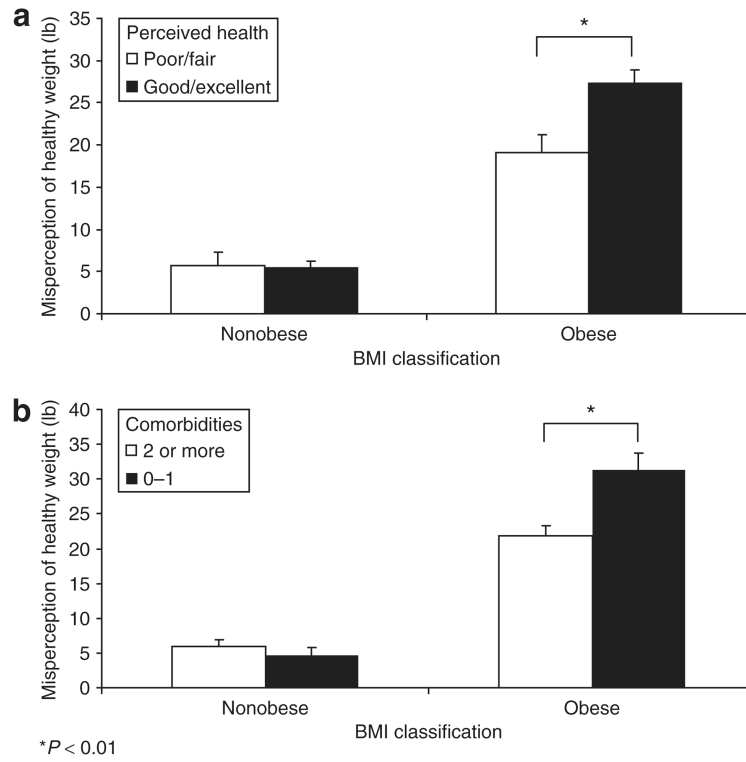 a
Misperception of healthy weight (lb)
35
30
25
20
15
10
5
0
Perceived health
Poor/fair
Good/excellent
*
Nonobese
Obese
BMI classification
b
Misperception of healthy weight (lb)
40
35
30
25
20
15
10
5
0
Comorbidities
2 or more
0–1
*
Nonobese
Obese
BMI classification
*P < 0.01